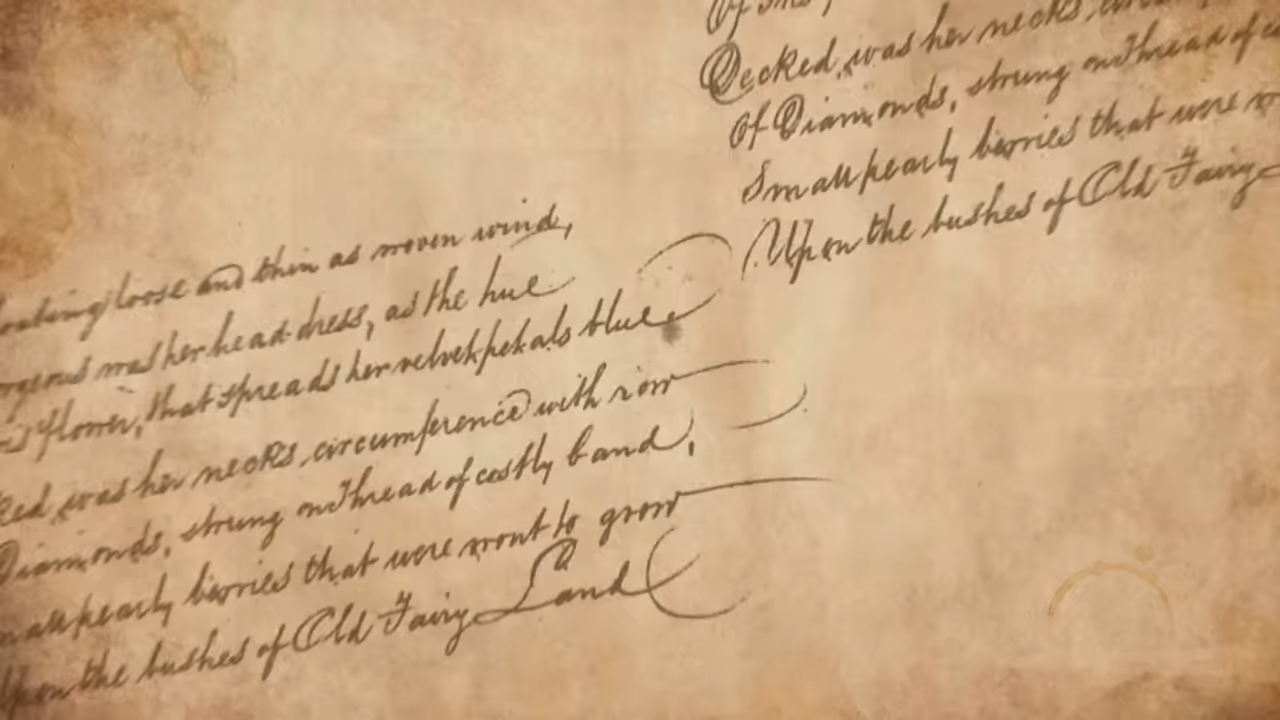 loose and thin as woven wind,
was her head-dress, as the hue
flower, that spreads her velvet petals blue
was her necks, circumference with row
Diamonds, strung on thread of costly band,
pearly berries that were wont to grow
Upon the bushes of Old Fairy Land
Decked, was her necks,
Of Diamonds, strung on thread of
Small pearly berries that were
Upon the bushes of Old Fairy